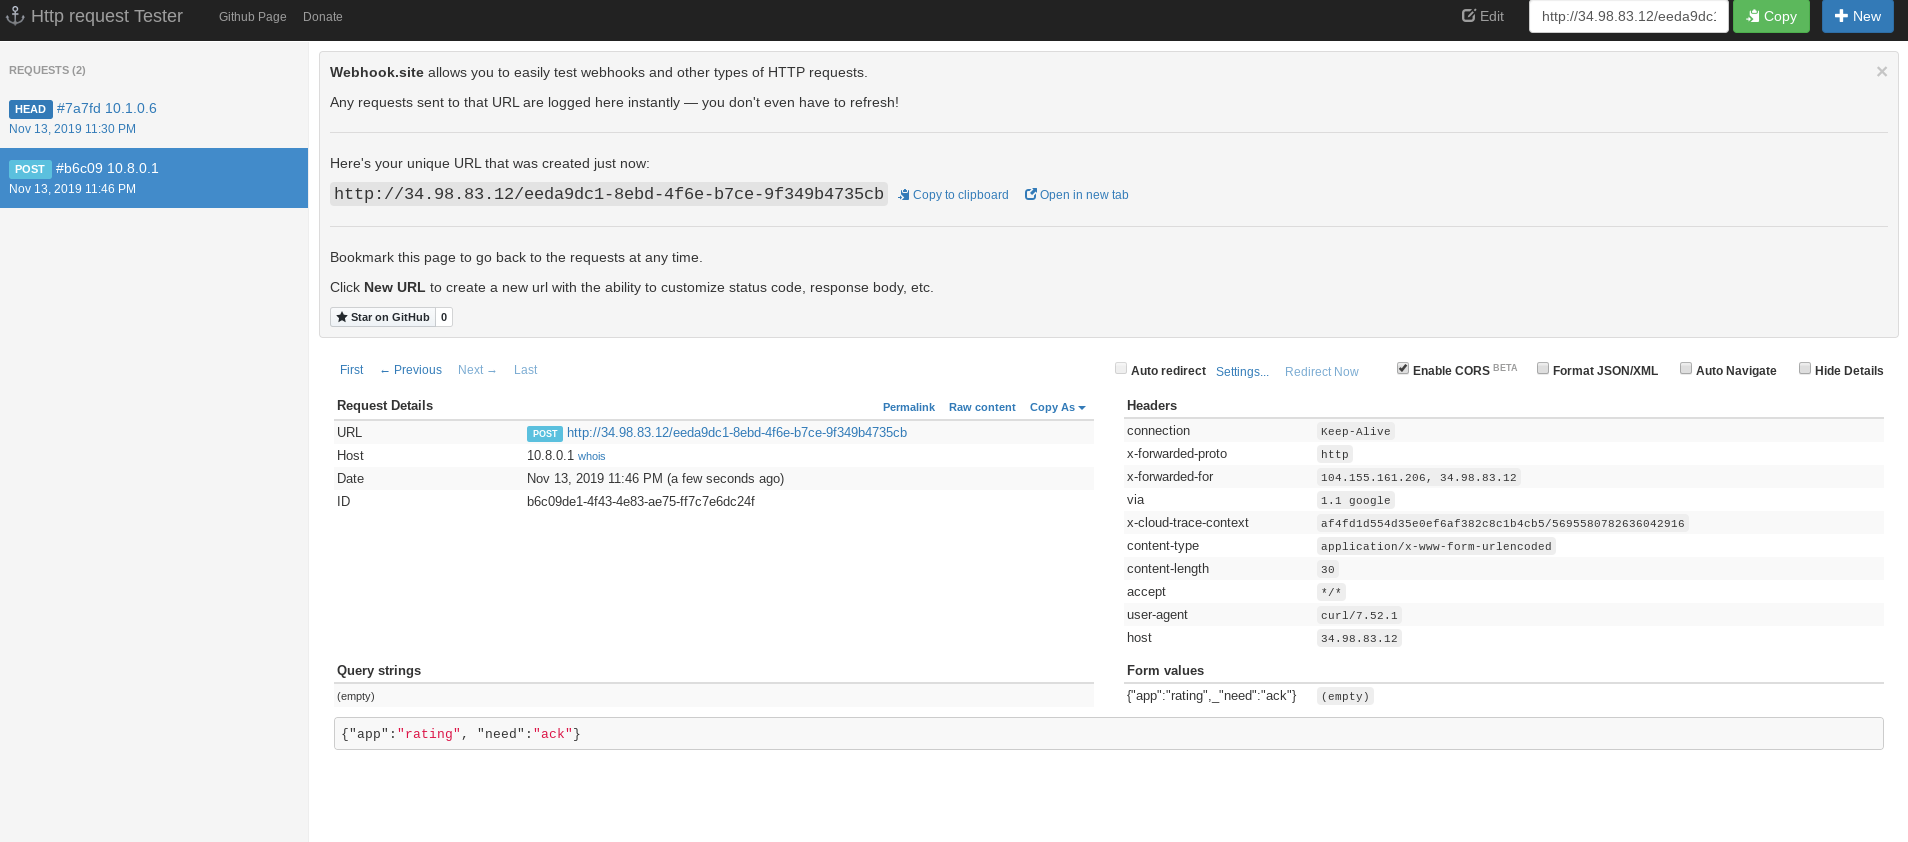 Http request Tester Github Page Donate Edit http://34.98.83.12/eeda9dc1 Copy New
REQUESTS (2)
HEAD #7a7fd 10.1.0.6
Nov 13, 2019 11:30 PM
POST #b6c09 10.8.0.1
Nov 13, 2019 11:46 PM
Webhook.site allows you to easily test webhooks and other types of HTTP requests. ×
Any requests sent to that URL are logged here instantly — you don't even have to refresh!
Here's your unique URL that was created just now:
http://34.98.83.12/eeda9dc1-8ebd-4f6e-b7ce-9f349b4735cb Copy to clipboard Open in new tab
Bookmark this page to go back to the requests at any time.
Click New URL to create a new url with the ability to customize status code, response body, etc.
Star on GitHub 0
First ← Previous Next → Last Auto redirect Settings... Redirect Now Enable CORS BETA Format JSON/XML Auto Navigate Hide Details
Request Details Permalink Raw content Copy As
URL POST http://34.98.83.12/eeda9dc1-8ebd-4f6e-b7ce-9f349b4735cb
Host 10.8.0.1 whois
Date Nov 13, 2019 11:46 PM (a few seconds ago)
ID b6c09de1-4f43-4e83-ae75-ff7c7e6dc24f
Headers
connection Keep-Alive
x-forwarded-proto http
x-forwarded-for 104.155.161.206, 34.98.83.12
via 1.1 google
x-cloud-trace-context af4fd1d554d35e0ef6af382c8c1b4cb5/5695580782636042916
content-type application/x-www-form-urlencoded
content-length 30
accept */*
user-agent curl/7.52.1
host 34.98.83.12
Query strings
(empty)
Form values
{"app":"rating",_"need":"ack"} (empty)
{"app":"rating", "need":"ack"}